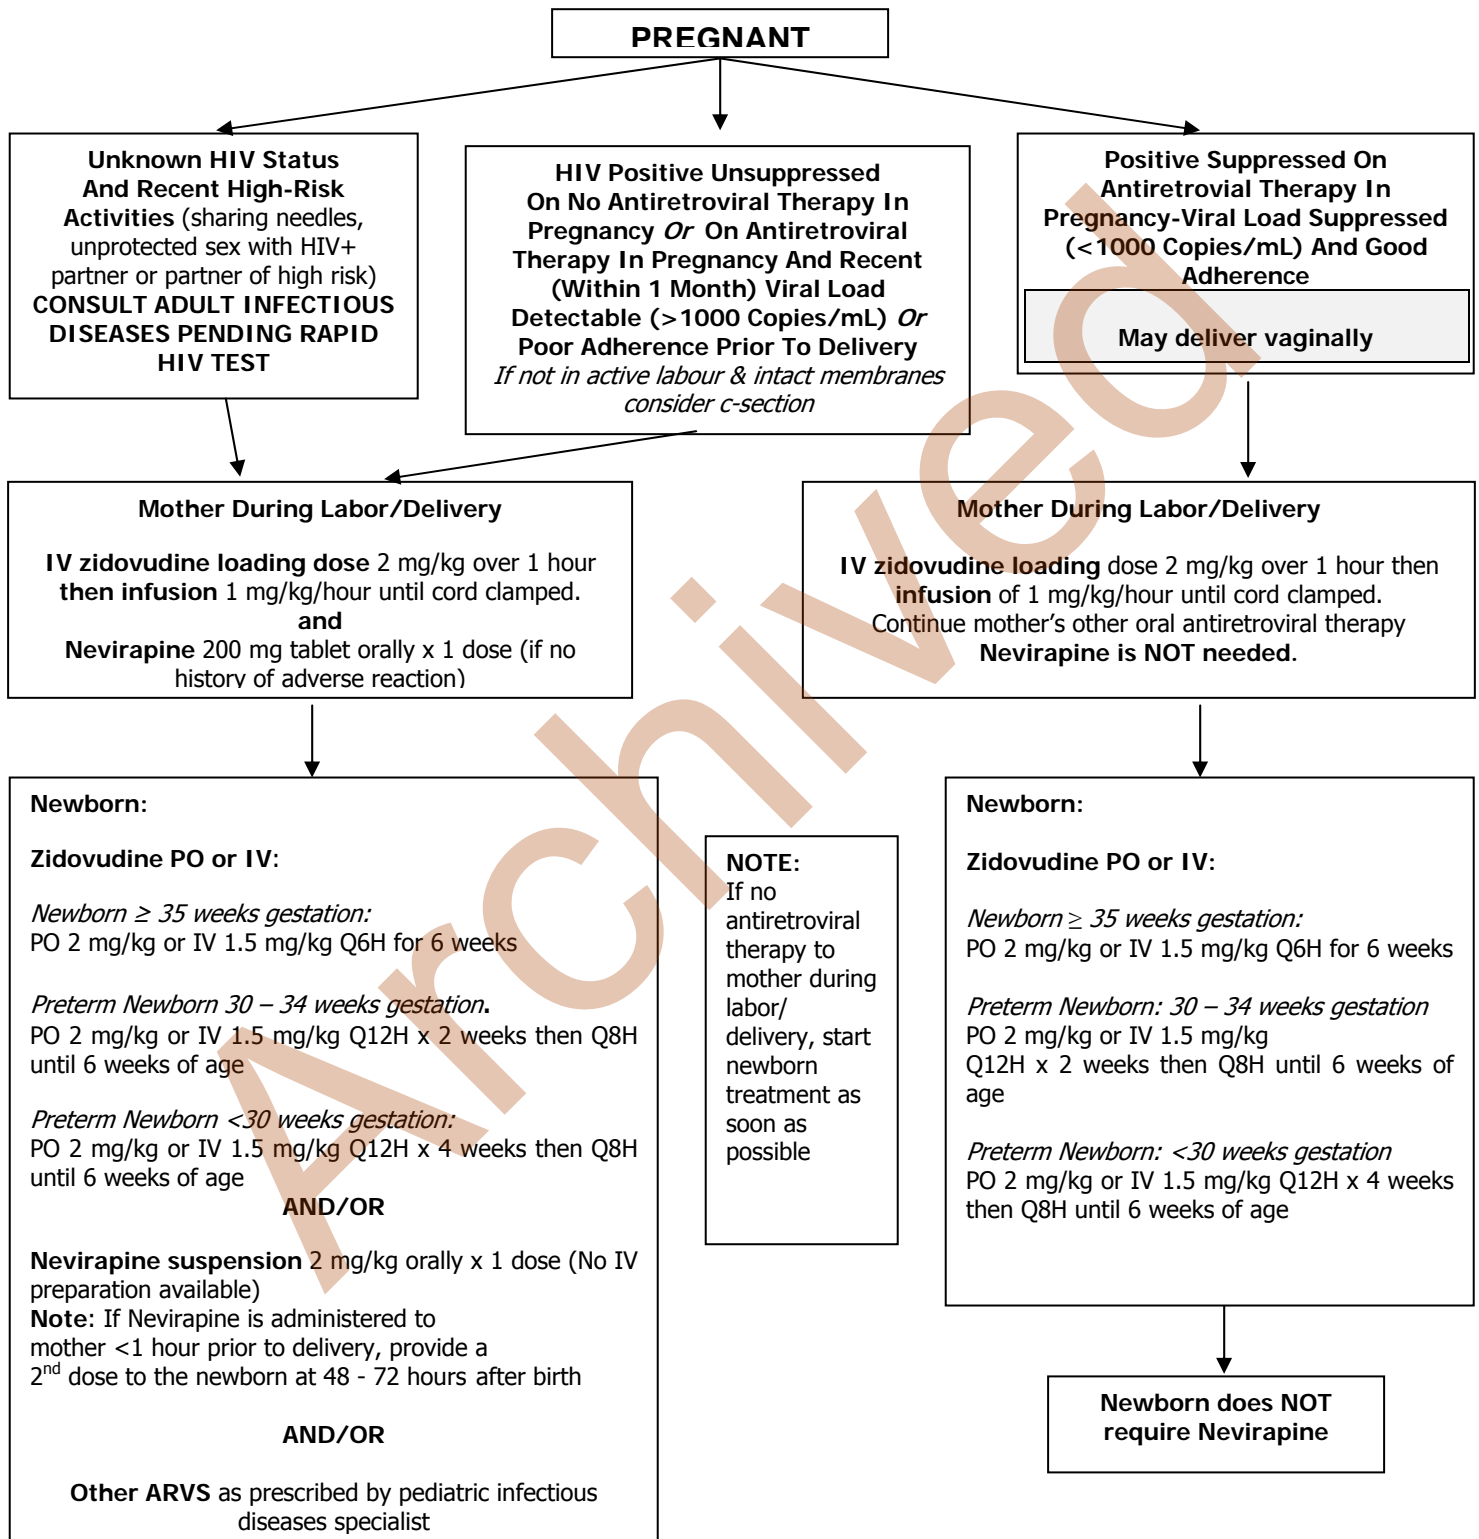 PREGNANT
Unknown HIV Status
And Recent High-Risk
Activities (sharing needles,
unprotected sex with HIV+
partner or partner of high risk)
CONSULT ADULT INFECTIOUS
DISEASES PENDING RAPID
HIV TEST
HIV Positive Unsuppressed
On No Antiretroviral Therapy In
Pregnancy Or On Antiretroviral
Therapy In Pregnancy And Recent
(Within 1 Month) Viral Load
Detectable (>1000 Copies/mL) Or
Poor Adherence Prior To Delivery
If not in active labour & intact membranes
consider c-section
Positive Suppressed On
Antiretrovial Therapy In
Pregnancy-Viral Load Suppressed
(<1000 Copies/mL) And Good
Adherence
May deliver vaginally
Mother During Labor/Delivery
IV zidovudine loading dose 2 mg/kg over 1 hour
then infusion 1 mg/kg/hour until cord clamped.
and
Nevirapine 200 mg tablet orally x 1 dose (if no
history of adverse reaction)
Mother During Labor/Delivery
IV zidovudine loading dose 2 mg/kg over 1 hour then
infusion of 1 mg/kg/hour until cord clamped.
Continue mother's other oral antiretroviral therapy
Nevirapine is NOT needed.
Newborn:
Zidovudine PO or IV:
Newborn ≥ 35 weeks gestation:
PO 2 mg/kg or IV 1.5 mg/kg Q6H for 6 weeks
Preterm Newborn 30 – 34 weeks gestation.
PO 2 mg/kg or IV 1.5 mg/kg Q12H x 2 weeks then Q8H
until 6 weeks of age
Preterm Newborn <30 weeks gestation:
PO 2 mg/kg or IV 1.5 mg/kg Q12H x 4 weeks then Q8H
until 6 weeks of age
AND/OR
Nevirapine suspension 2 mg/kg orally x 1 dose (No IV
preparation available)
Note: If Nevirapine is administered to
mother <1 hour prior to delivery, provide a
2nd dose to the newborn at 48 - 72 hours after birth
AND/OR
Other ARVS as prescribed by pediatric infectious
diseases specialist
NOTE:
If no
antiretroviral
therapy to
mother during
labor/
delivery, start
newborn
treatment as
soon as
possible
Newborn:
Zidovudine PO or IV:
Newborn ≥ 35 weeks gestation:
PO 2 mg/kg or IV 1.5 mg/kg Q6H for 6 weeks
Preterm Newborn: 30 – 34 weeks gestation
PO 2 mg/kg or IV 1.5 mg/kg
Q12H x 2 weeks then Q8H until 6 weeks of
age
Preterm Newborn: <30 weeks gestation
PO 2 mg/kg or IV 1.5 mg/kg Q12H x 4 weeks
then Q8H until 6 weeks of age
Newborn does NOT
require Nevirapine
Archived